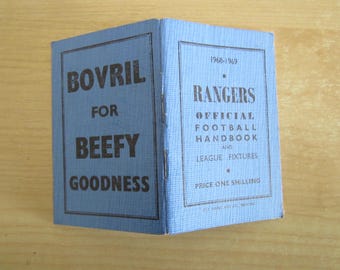 BOVRIL
FOR
BEEFY
GOODNESS
1968-1969
RANGERS
OFFICIAL
FOOTBALL
HANDBOOK
AND
LEAGUE FIXTURES
PRICE ONE SHILLING